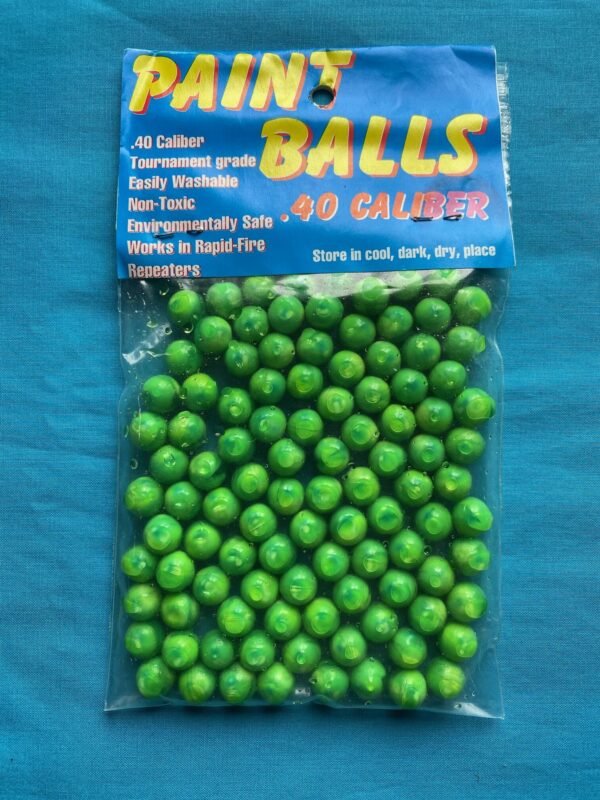 PAINT
BALLS
.40 CALIBER
.40 Caliber
Tournament grade
Easily Washable
Non-Toxic
Environmentally Safe
Works in Rapid-Fire
Repeaters
Store in cool, dark, dry, place